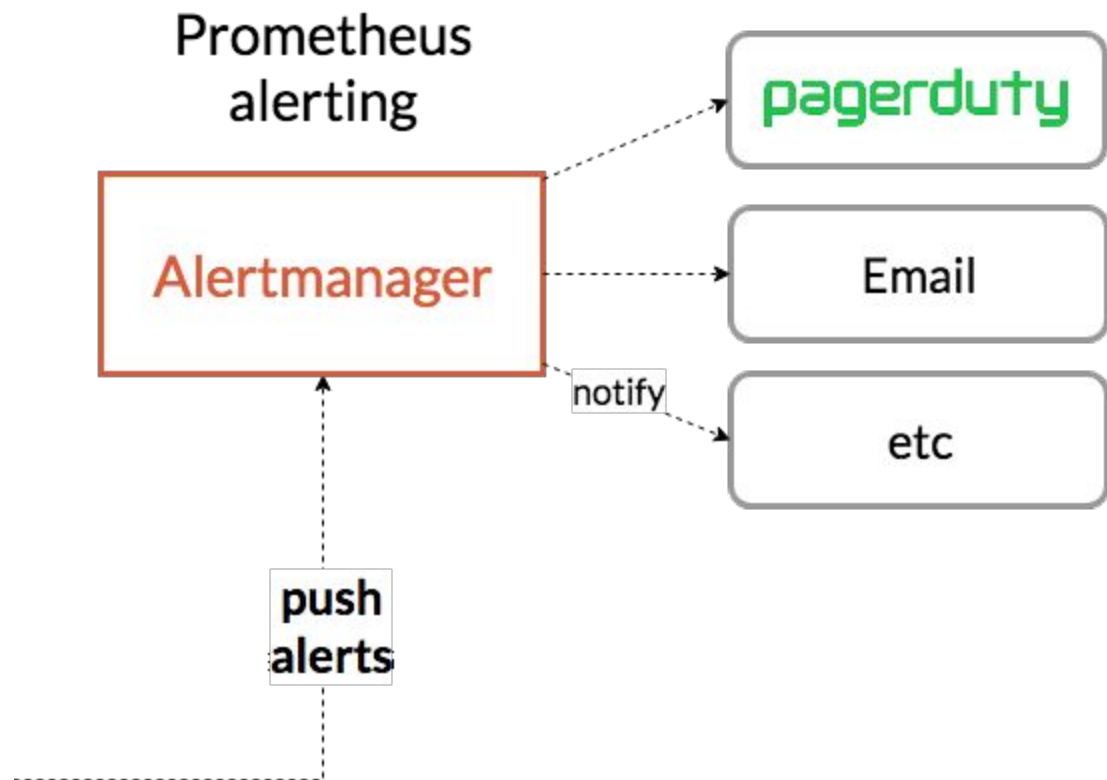 Prometheus
alerting
pagerduty
Alertmanager
Email
notify
etc
push
alerts